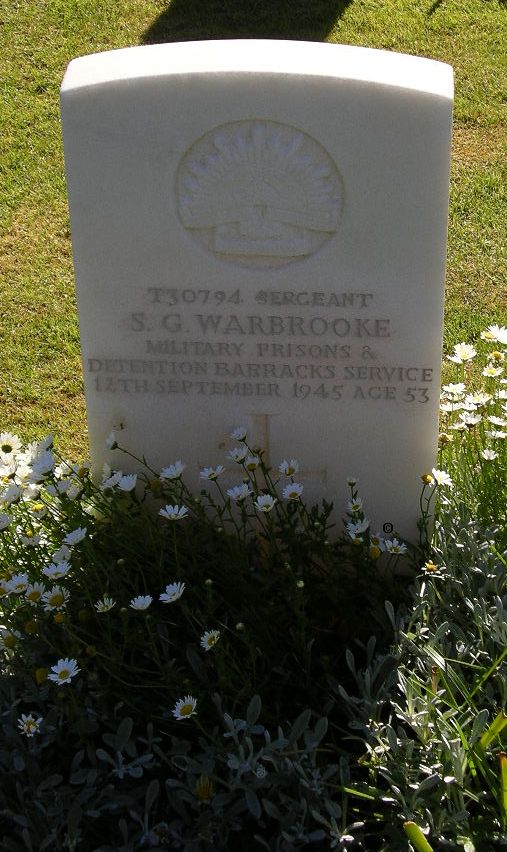 T30794 SERGEANT
S. G. WARBROOKE
MILITARY PRISONS &
DETENTION BARRACKS SERVICE
12TH SEPTEMBER 1945 AGE 53
©